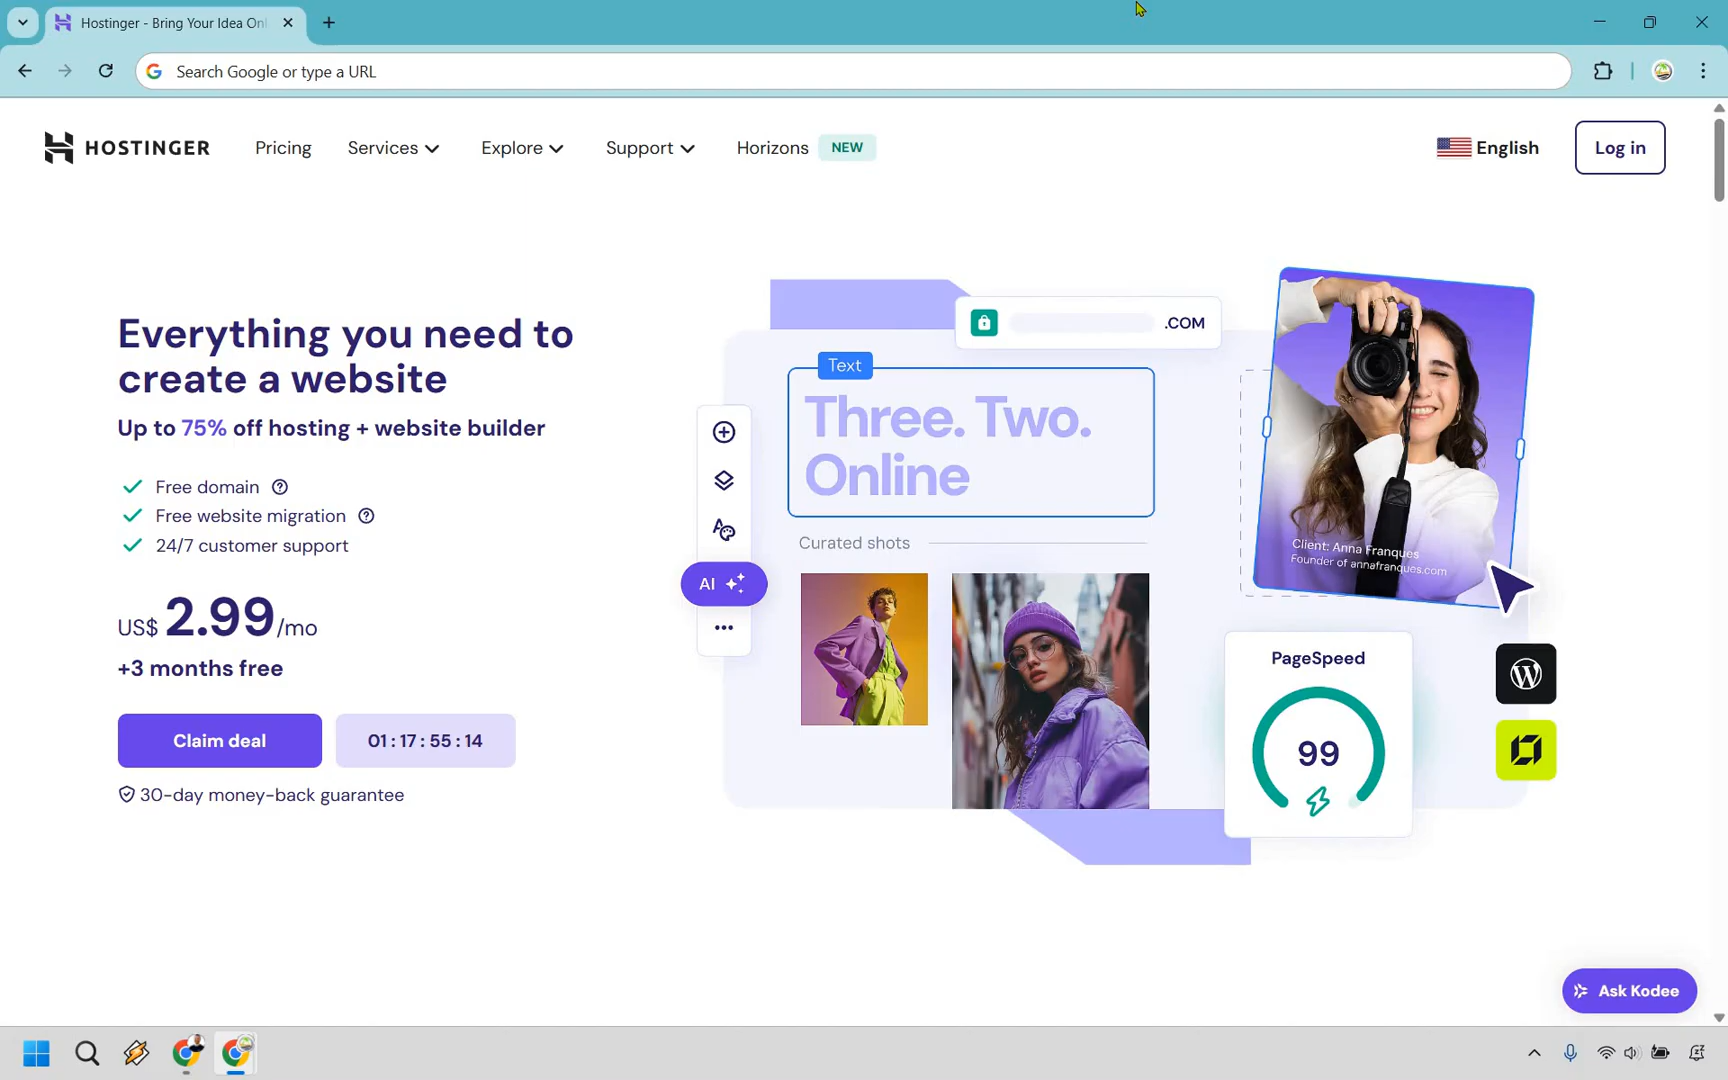 Hostinger - Bring Your Idea Onl
Search Google or type a URL
HOSTINGER
Pricing
Services
Explore
Support
Horizons
NEW
English
Log in
Everything you need to
create a website
Up to 75% off hosting + website builder
Free domain
Free website migration
24/7 customer support
US$ 2.99/mo
+3 months free
Claim deal
01 : 17 : 55 : 14
30-day money-back guarantee
.COM
Text
Three. Two.
Online
Curated shots
AI
Client: Anna Franques
Founder of annafranques.com
PageSpeed
99
Ask Kodee